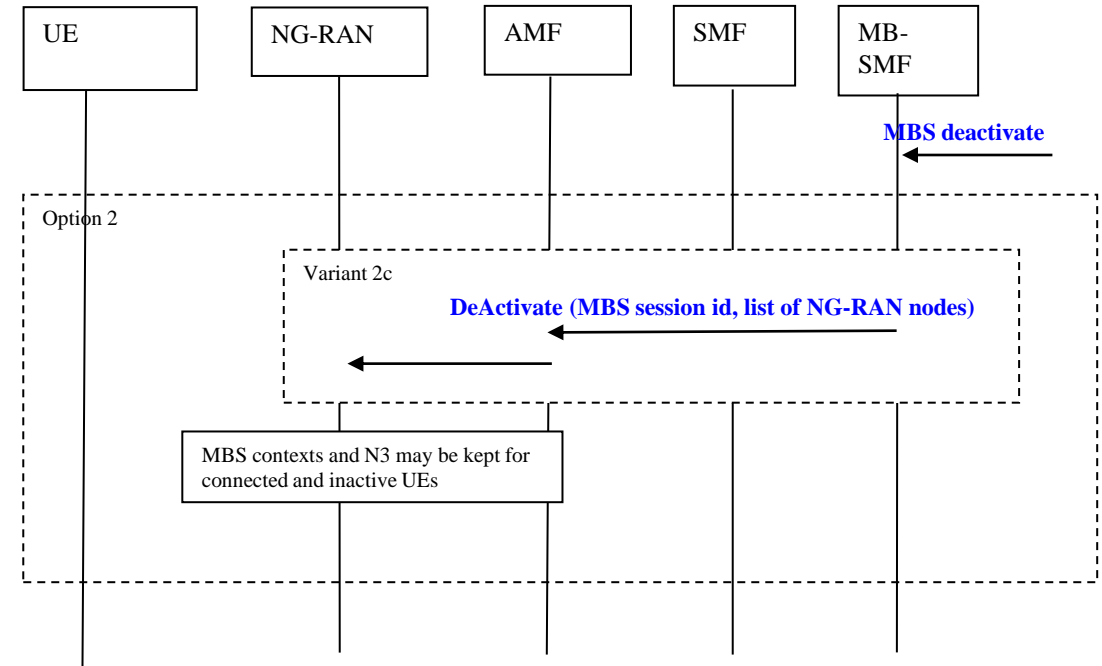 UE
NG-RAN
AMF
SMF
MB-
SMF
MBS deactivate
Option 2
Variant 2c
DeActivate (MBS session id, list of NG-RAN nodes)
MBS contexts and N3 may be kept for
connected and inactive UEs